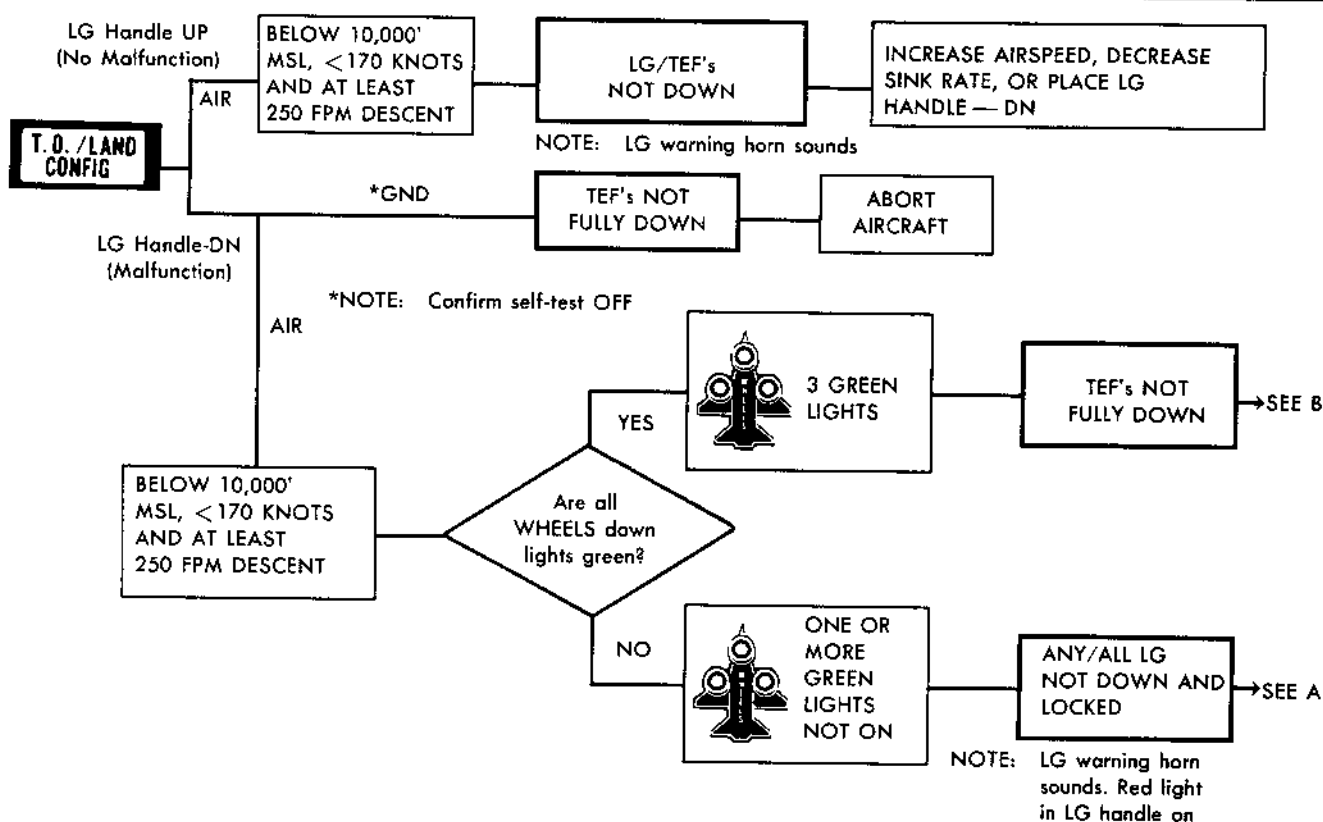 LG Handle UP
(No Malfunction)
AIR
BELOW 10,000'
MSL, <170 KNOTS
AND AT LEAST
250 FPM DESCENT
LG/TEF's
NOT DOWN
NOTE: LG warning horn sounds
INCREASE AIRSPEED, DECREASE
SINK RATE, OR PLACE LG
HANDLE — DN
T.O./LAND
CONFIG
*GND
TEF's NOT
FULLY DOWN
ABORT
AIRCRAFT
LG Handle-DN
(Malfunction)
*NOTE: Confirm self-test OFF
AIR
BELOW 10,000'
MSL, <170 KNOTS
AND AT LEAST
250 FPM DESCENT
Are all
WHEELS down
lights green?
YES
3 GREEN
LIGHTS
TEF's NOT
FULLY DOWN
SEE B
NO
ONE OR
MORE
GREEN
LIGHTS
NOT ON
ANY/ALL LG
NOT DOWN AND
LOCKED
SEE A
NOTE: LG warning horn
sounds. Red light
in LG handle on